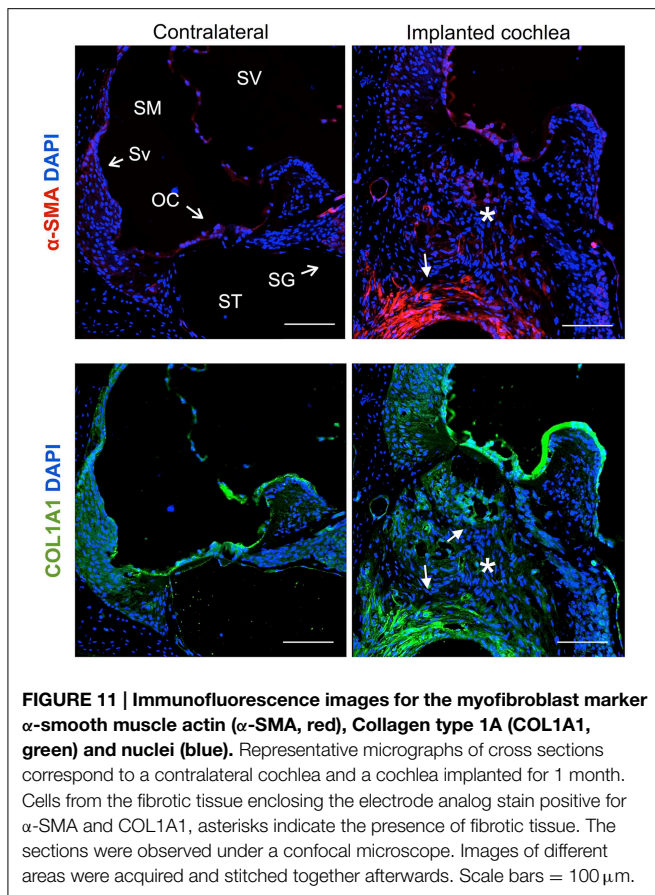 Contralateral
Implanted cochlea
α-SMA DAPI
SV
SM
Sv
OC
SG
ST
*
COL1A1 DAPI
*
FIGURE 11 | Immunofluorescence images for the myofibroblast marker
α-smooth muscle actin (α-SMA, red), Collagen type 1A (COL1A1,
green) and nuclei (blue). Representative micrographs of cross sections
correspond to a contralateral cochlea and a cochlea implanted for 1 month.
Cells from the fibrotic tissue enclosing the electrode analog stain positive for
α-SMA and COL1A1, asterisks indicate the presence of fibrotic tissue. The
sections were observed under a confocal microscope. Images of different
areas were acquired and stitched together afterwards. Scale bars = 100 μm.